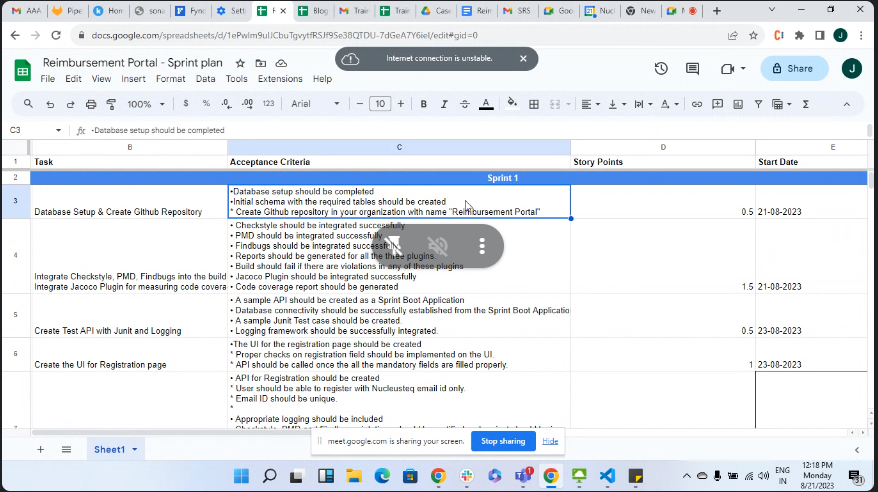 AAA
Pipe
Hom
sona
Fyno
Sett
F
Blog
Train
Train
Case
Reim
SRS
Goo
Nucl
New
M
docs.google.com/spreadsheets/d/1ePwlm9uJCbuTgvtRFSJf9Se38QTDU-7dGeA7Y6ieI/edit#gid=0
J
Reimbursement Portal - Sprint plan
Internet connection is unstable.
File Edit View Insert Format Data Tools Extensions Help
Share
J
100%
$ % .0 .00 123
Arial
10
B I A
C3
fx •Database setup should be completed
B C D E
1 Task Acceptance Criteria Story Points Start Date
2 Sprint 1
3
•Database setup should be completed
•Initial schema with the required tables should be created
Database Setup & Create GIthub Repository * Create Github repository in your organization with name "Reimbursement Portal" 0.5 21-08-2023
4
• Checkstyle should be integrated successfully
• PMD should be integrated successfully
• Findbugs should be integrated successfully
• Reports should be generated for all the three plugins.
• Build should fail if there are violations in any of these plugins
Integrate Checkstyle, PMD, Findbugs into the build • Jacoco Plugin should be integrated successfully
Integrate Jacoco Plugin for measuring code covera • Code coverage report should be generated 1.5 21-08-2023
5
• A sample API should be created as a Spring Boot Application
• Database connectivity should be successfully established from the Sprint Boot Applicatio
• A sample Junit Test case should be created.
Create Test API with Junit and Logging • Logging framework should be successfully integrated. 0.5 23-08-2023
6
•The UI for the registration page should be created
* Proper checks on registration field should be implemented on the UI.
Create the UI for Registration page * API should be called once the all the mandatory fields are filled properly. 1 23-08-2023
• API for Registration should be created
* User should be able to register with Nucleusteq email id only.
* Email ID should be unique.
*
• Appropriate logging should be included
meet.google.com is sharing your screen.
Stop sharing
Hide
Sheet1
1
ENG
IN
12:18 PM
Monday
8/21/2023
31